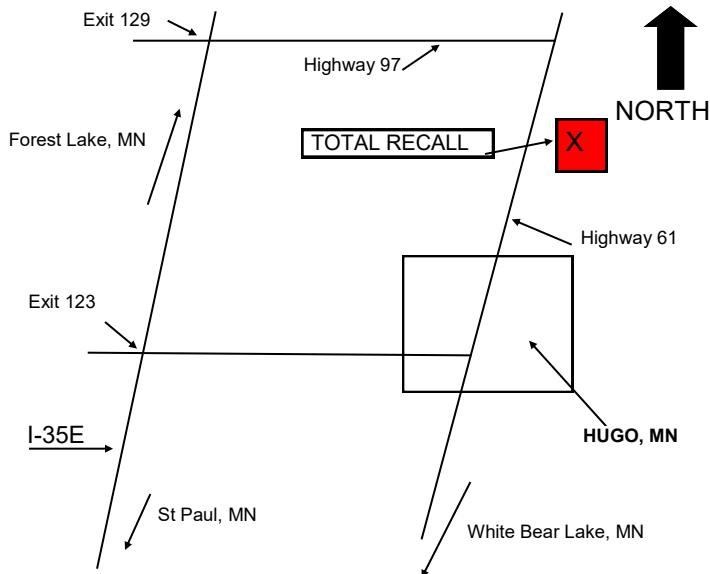 Exit 129
Highway 97
NORTH
Forest Lake, MN
TOTAL RECALL
X
Highway 61
Exit 123
I-35E
HUGO, MN
St Paul, MN
White Bear Lake, MN